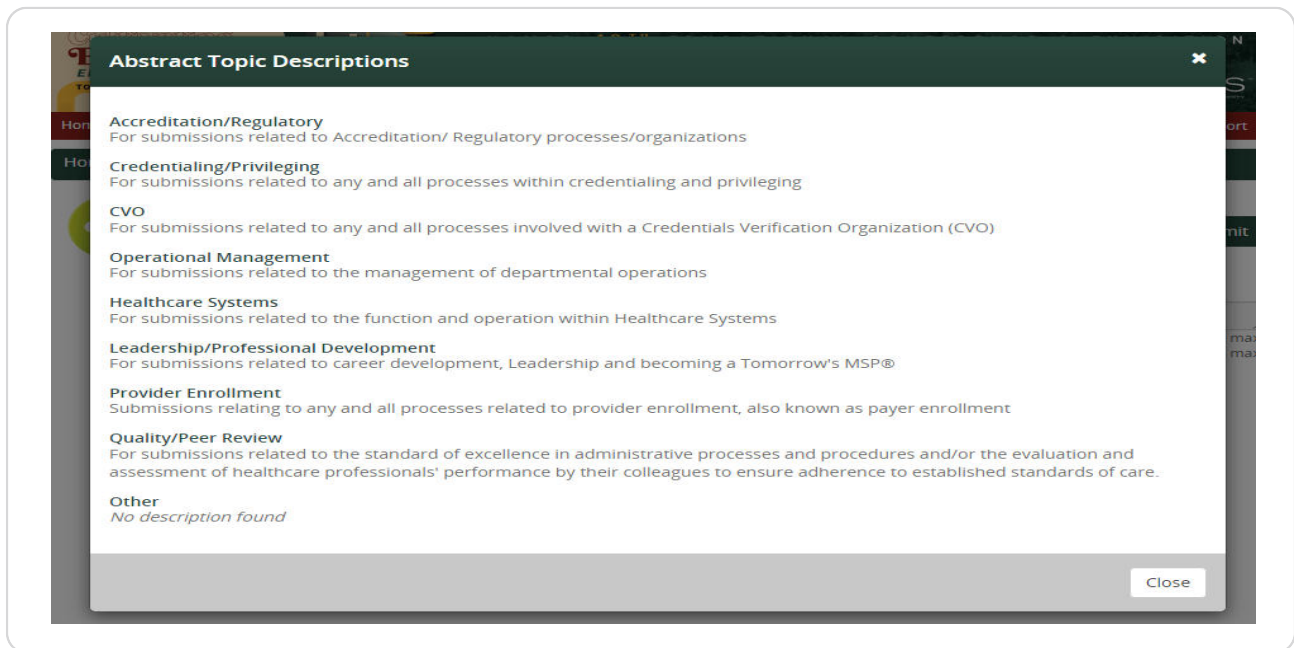 N
Abstract Topic Descriptions
Accreditation/Regulatory
For submissions related to Accreditation/ Regulatory processes/organizations
Credentialing/Privileging
For submissions related to any and all processes within credentialing and privileging
CVO
For submissions related to any and all processes involved with a Credentials Verification Organization (CVO)
Operational Management
For submissions related to the management of departmental operations
Healthcare Systems
For submissions related to the function and operation within Healthcare Systems
Leadership/Professional Development
For submissions related to career development, Leadership and becoming a Tomorrow's MSP®
Provider Enrollment
Submissions relating to any and all processes related to provider enrollment, also known as payer enrollment
Quality/Peer Review
For submissions related to the standard of excellence in administrative processes and procedures and/or the evaluation and
assessment of healthcare professionals' performance by their colleagues to ensure adherence to established standards of care.
Other
No description found
Close